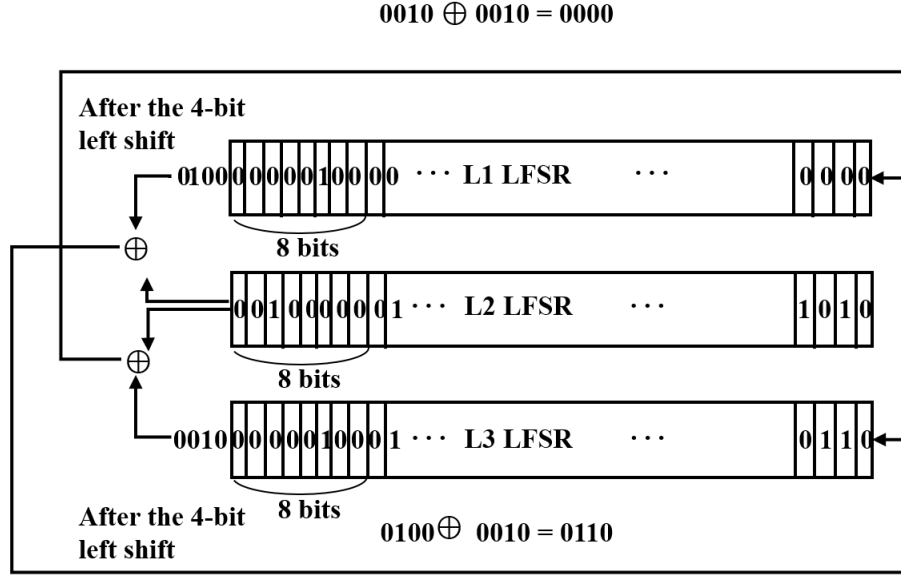 0010 ⊕ 0010 = 0000
After the 4-bit
left shift
0100 0 0 0 0 0 1 0 0 0 0 ··· L1 LFSR ··· 0 0 0 0
8 bits
0 0 1 0 0 0 0 0 0 1 ··· L2 LFSR ··· 1 0 1 0
8 bits
0010 0 0 0 0 0 1 0 0 0 1 ··· L3 LFSR ··· 0 1 1 0
8 bits
After the 4-bit
left shift
0100 ⊕ 0010 = 0110